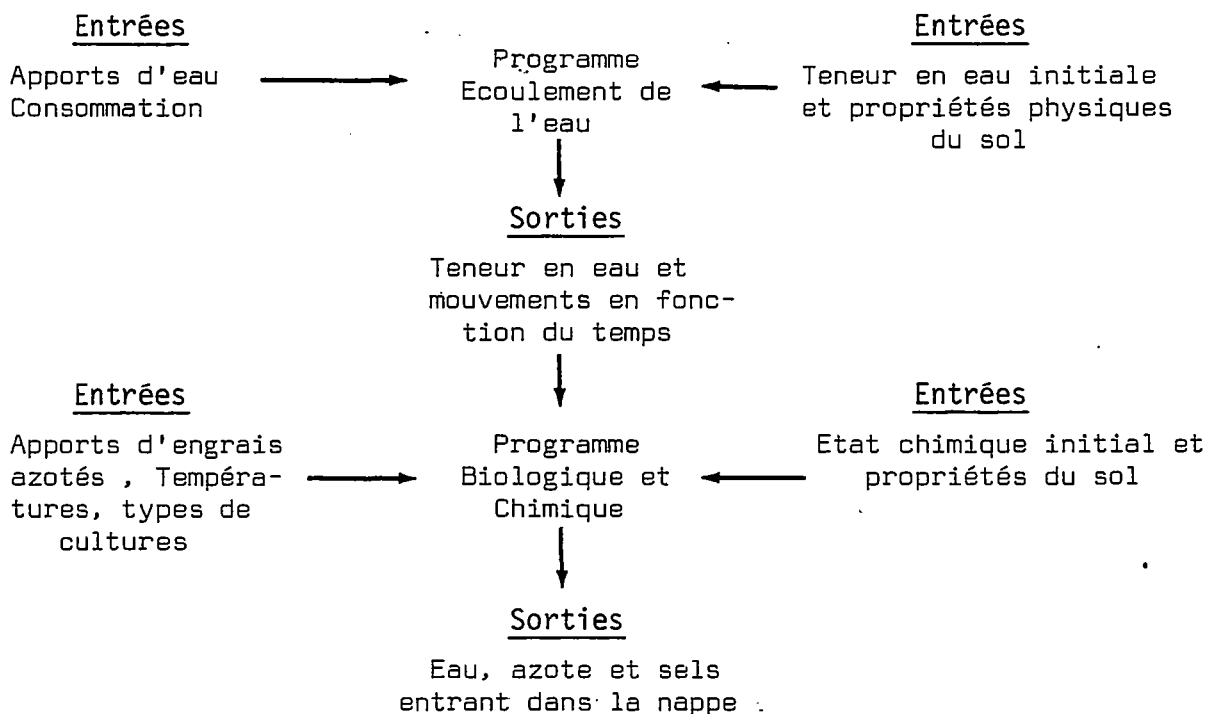 Entrées
Apports d'eau
Consommation
Programme
Ecoulement de
l'eau
Entrées
Teneur en eau initiale
et propriétés physiques
du sol
Sorties
Teneur en eau et
mouvements en fonc-
tion du temps
Entrées
Apports d'engrais
azotés , Tempéra-
tures, types de
cultures
Programme
Biologique et
Chimique
Entrées
Etat chimique initial et
propriétés du sol
Sorties
Eau, azote et sels
entrant dans la nappe .